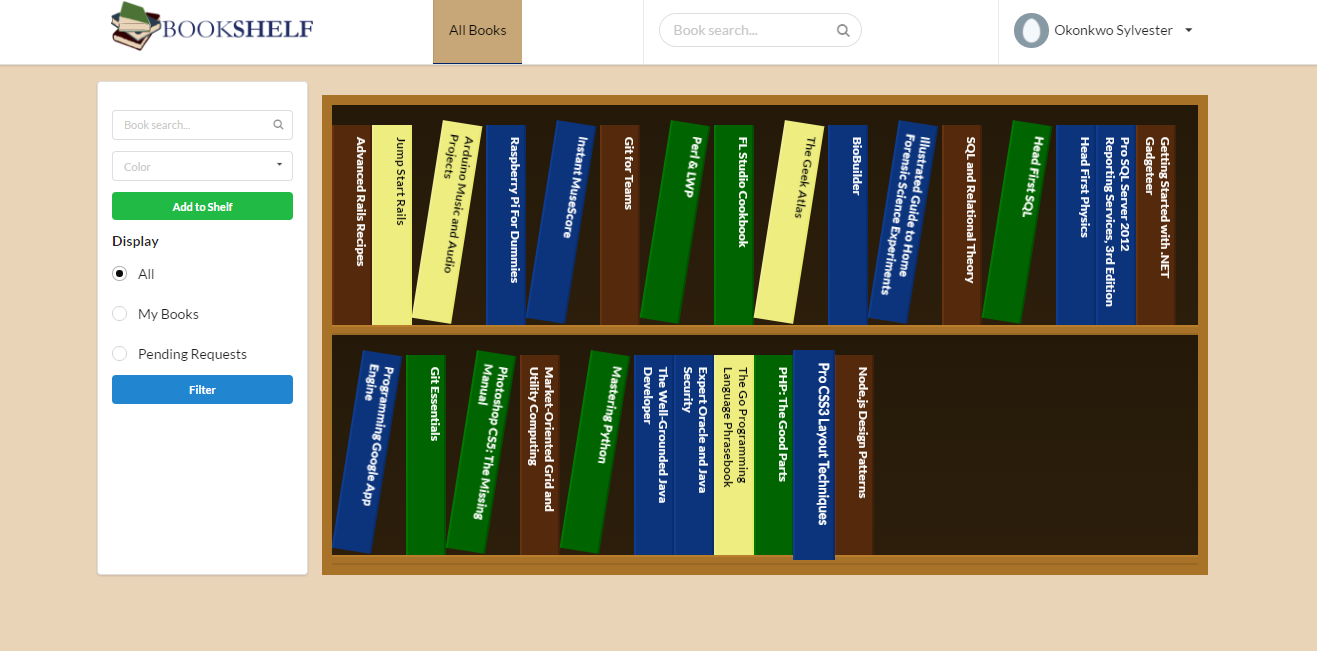 BOOKSHELF
All Books
Book search...
Okonkwo Sylvester
Book search...
Color
Add to Shelf
Display
All
My Books
Pending Requests
Filter
Advanced Rails Recipes
Jump Start Rails
Arduino Music and Audio
Projects
Raspberry Pi For Dummies
Instant MuseScore
Git for Teams
Perl & LWP
FL Studio Cookbook
The Geek Atlas
BioBuilder
Illustrated Guide to Home
Forensic Science Experiments
SQL and Relational Theory
Head First SQL
Head First Physics
Pro SQL Server 2012
Reporting Services, 3rd Edition
Getting Started with .NET
Gadgeteer
Programming Google App
Engine
Git Essentials
Photoshop CS5: The Missing
Manual
Market-Oriented Grid and
Utility Computing
Mastering Python
The Well-Grounded Java
Developer
Expert Oracle and Java
Security
The Go Programming
Language Phrasebook
PHP: The Good Parts
Pro CSS3 Layout Techniques
Node.js Design Patterns